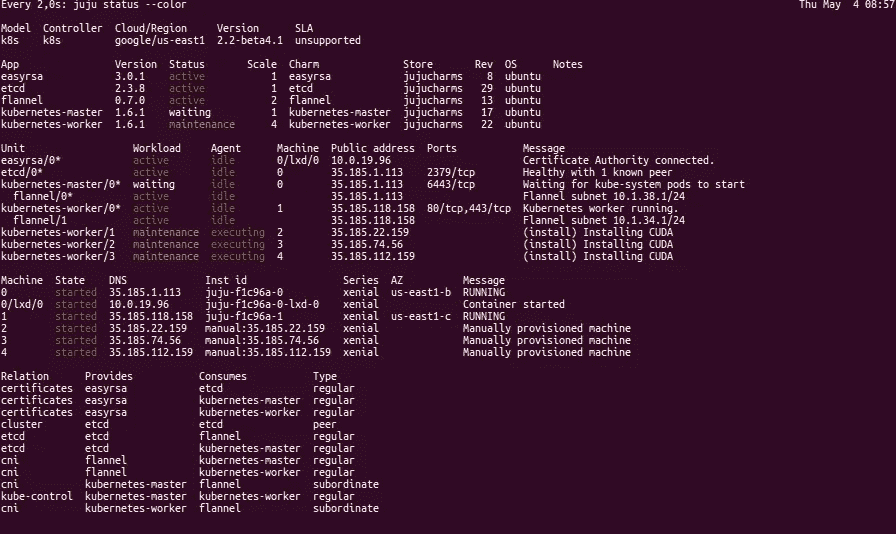 Every 2,0s: juju status --color Thu May 4 08:57
Model Controller Cloud/Region Version SLA
k8s k8s google/us-east1 2.2-beta4.1 unsupported
App Version Status Scale Charm Store Rev OS Notes
easyrsa 3.0.1 active 1 easyrsa jujucharms 8 ubuntu
etcd 2.3.8 active 1 etcd jujucharms 29 ubuntu
flannel 0.7.0 active 2 flannel jujucharms 13 ubuntu
kubernetes-master 1.6.1 waiting 1 kubernetes-master jujucharms 17 ubuntu
kubernetes-worker 1.6.1 maintenance 4 kubernetes-worker jujucharms 22 ubuntu
Unit Workload Agent Machine Public address Ports Message
easyrsa/0* active idle 0/lxd/0 10.0.19.96 Certificate Authority connected.
etcd/0* active idle 0 35.185.1.113 2379/tcp Healthy with 1 known peer
kubernetes-master/0* waiting idle 0 35.185.1.113 6443/tcp Waiting for kube-system pods to start
flannel/0* active idle 35.185.1.113 Flannel subnet 10.1.38.1/24
kubernetes-worker/0* active idle 1 35.185.118.158 80/tcp,443/tcp Kubernetes worker running.
flannel/1 active idle 35.185.118.158 Flannel subnet 10.1.34.1/24
kubernetes-worker/1 maintenance executing 2 35.185.22.159 (install) Installing CUDA
kubernetes-worker/2 maintenance executing 3 35.185.74.56 (install) Installing CUDA
kubernetes-worker/3 maintenance executing 4 35.185.112.159 (install) Installing CUDA
Machine State DNS Inst id Series AZ Message
0 started 35.185.1.113 juju-f1c96a-0 xenial us-east1-b RUNNING
0/lxd/0 started 10.0.19.96 juju-f1c96a-0-lxd-0 xenial Container started
1 started 35.185.118.158 juju-f1c96a-1 xenial us-east1-c RUNNING
2 started 35.185.22.159 manual:35.185.22.159 xenial Manually provisioned machine
3 started 35.185.74.56 manual:35.185.74.56 xenial Manually provisioned machine
4 started 35.185.112.159 manual:35.185.112.159 xenial Manually provisioned machine
Relation Provides Consumes Type
certificates easyrsa etcd regular
certificates easyrsa kubernetes-master regular
certificates easyrsa kubernetes-worker regular
cluster etcd etcd peer
etcd etcd flannel regular
etcd etcd kubernetes-master regular
cni flannel kubernetes-master regular
cni flannel kubernetes-worker regular
cni kubernetes-master flannel subordinate
kube-control kubernetes-master kubernetes-worker regular
cni kubernetes-worker flannel subordinate